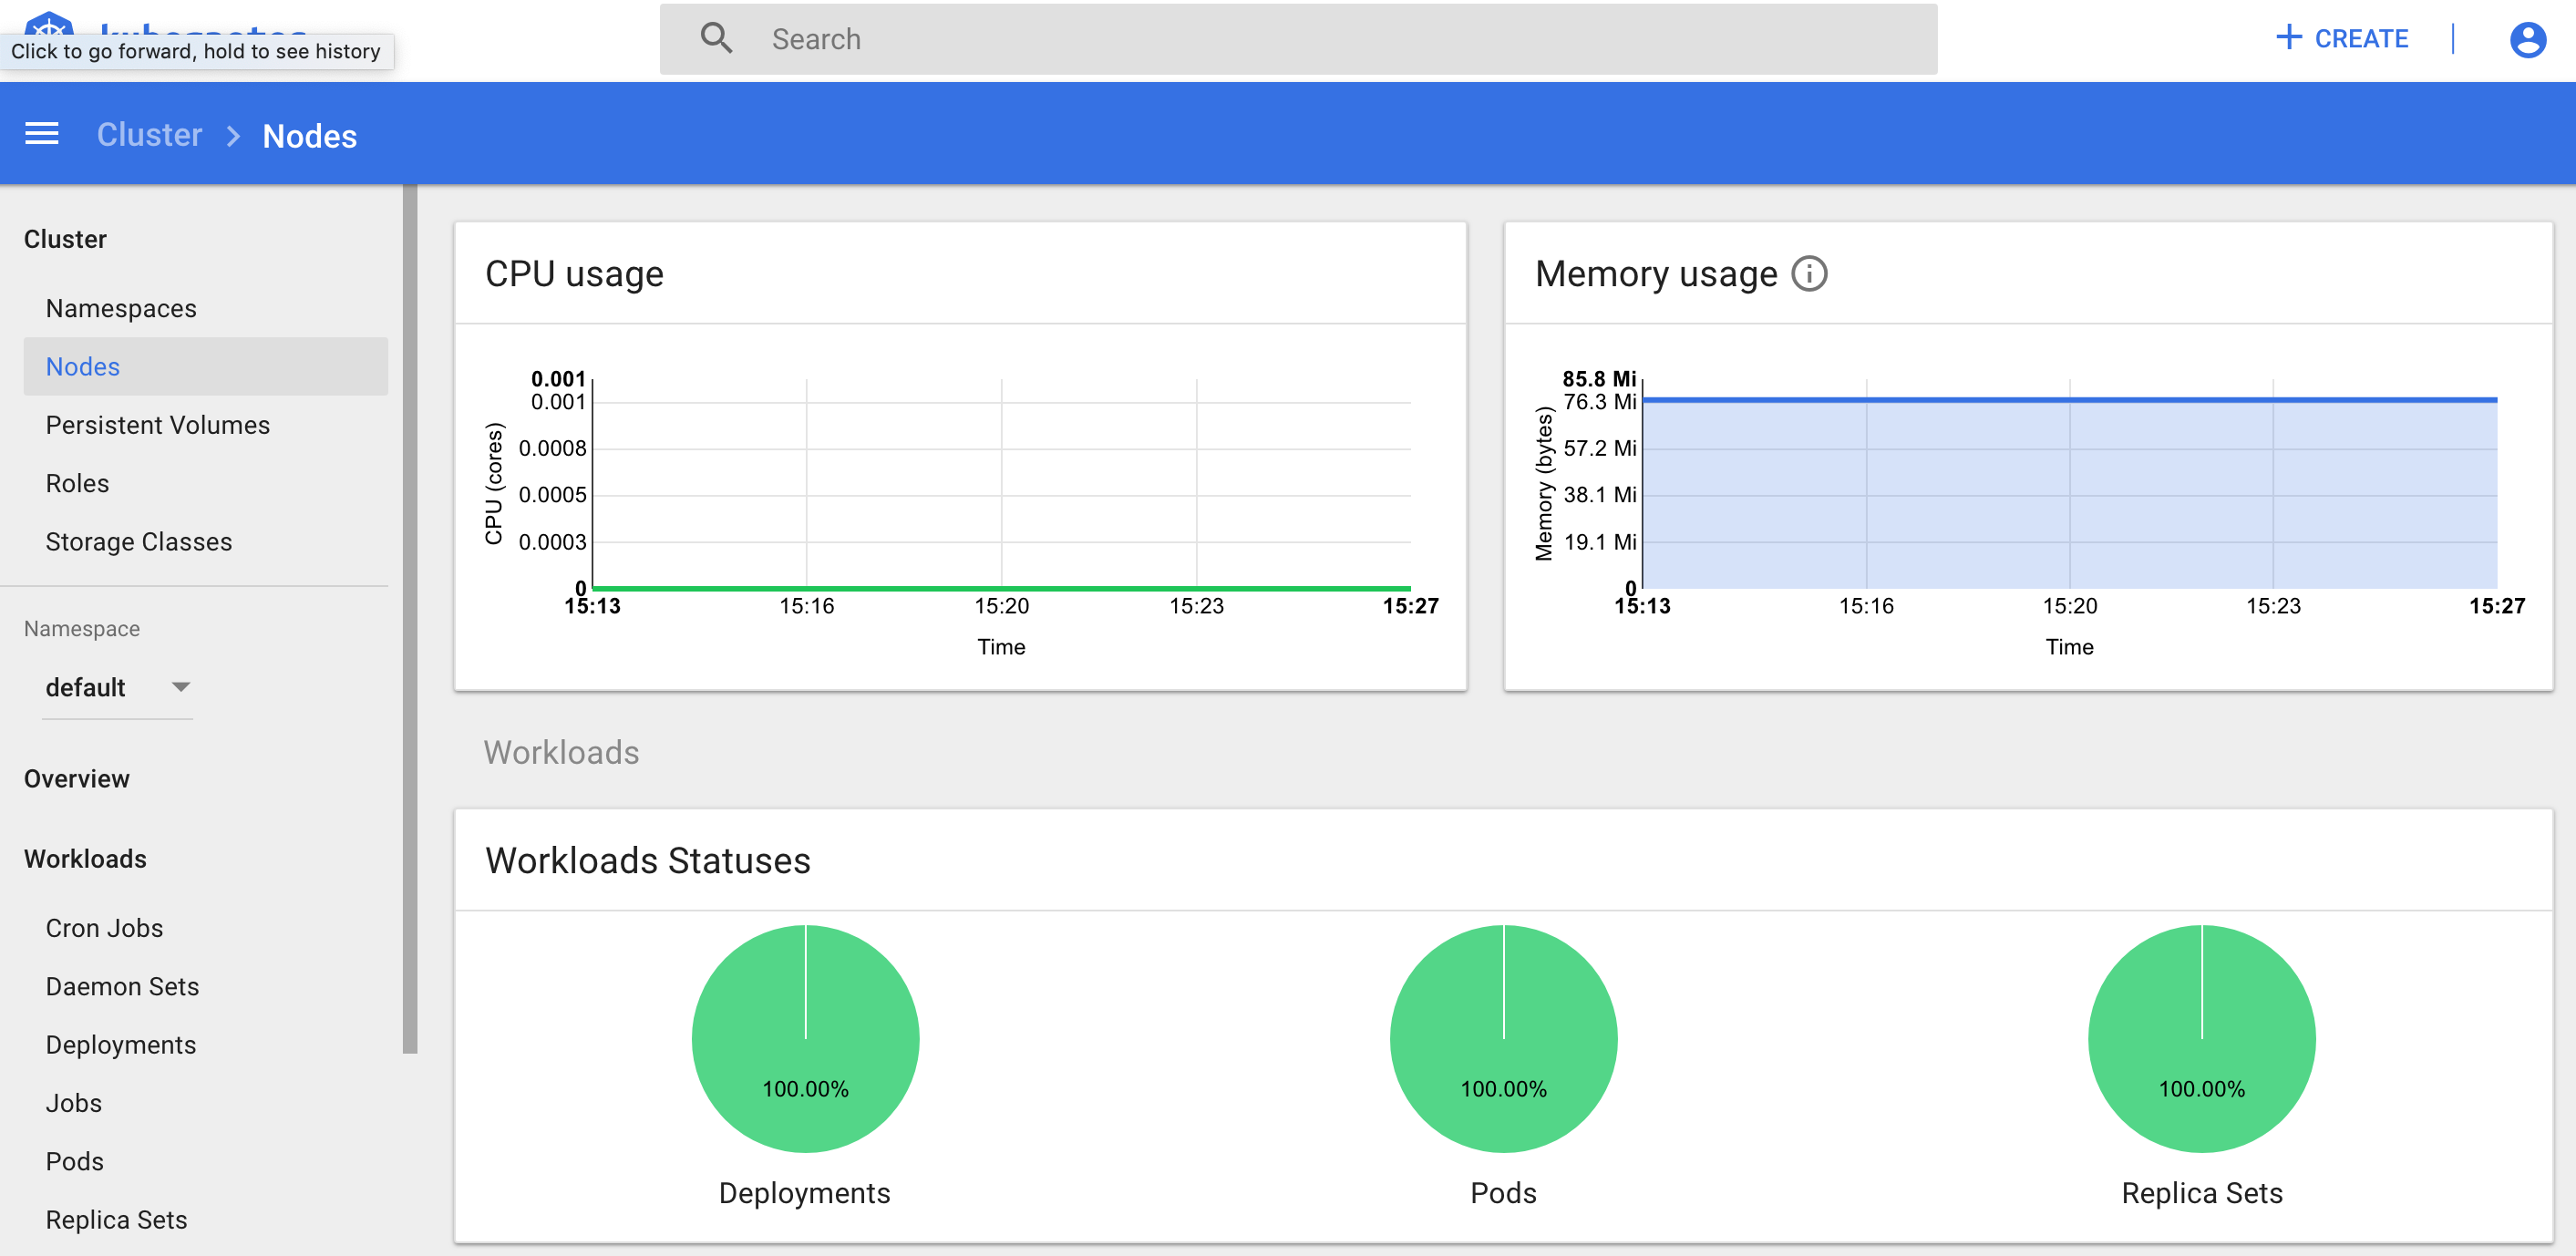 Click to go forward, hold to see history
Search
CREATE
Cluster > Nodes
Cluster
Namespaces
Nodes
Persistent Volumes
Roles
Storage Classes
Namespace
default
Overview
Workloads
Cron Jobs
Daemon Sets
Deployments
Jobs
Pods
Replica Sets
CPU usage
CPU (cores)
0.001
0.001
0.0008
0.0005
0.0003
0
15:13 15:16 15:20 15:23 15:27
Time
Memory usage
Memory (bytes)
85.8 Mi
76.3 Mi
57.2 Mi
38.1 Mi
19.1 Mi
0
15:13 15:16 15:20 15:23 15:27
Time
Workloads
Workloads Statuses
100.00% 100.00% 100.00%
Deployments Pods Replica Sets